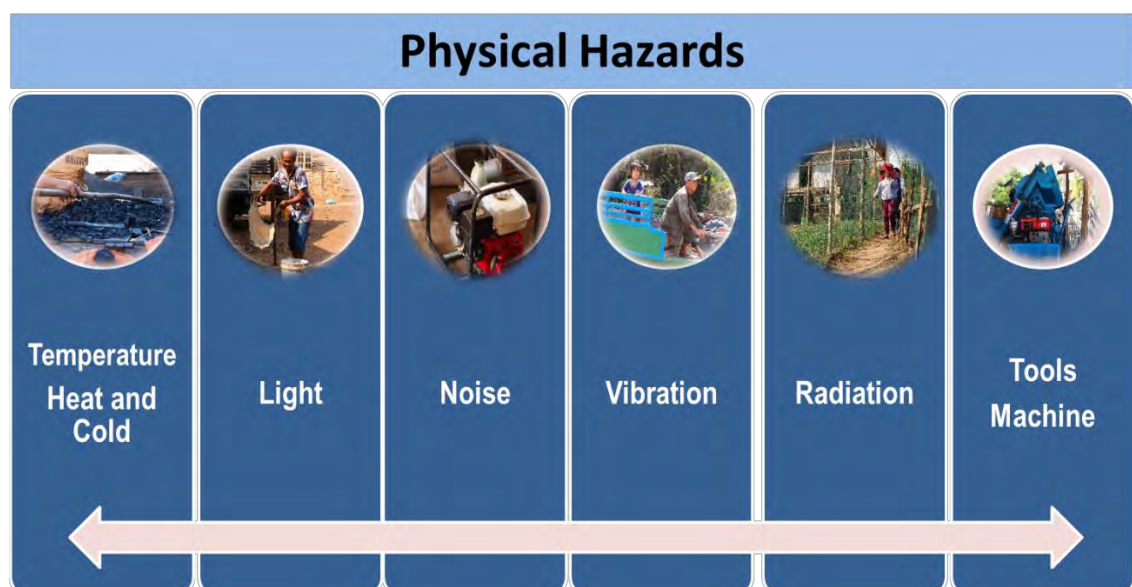 Physical Hazards
Temperature
Heat and
Cold
Light
Noise
Vibration
Radiation
Tools
Machine